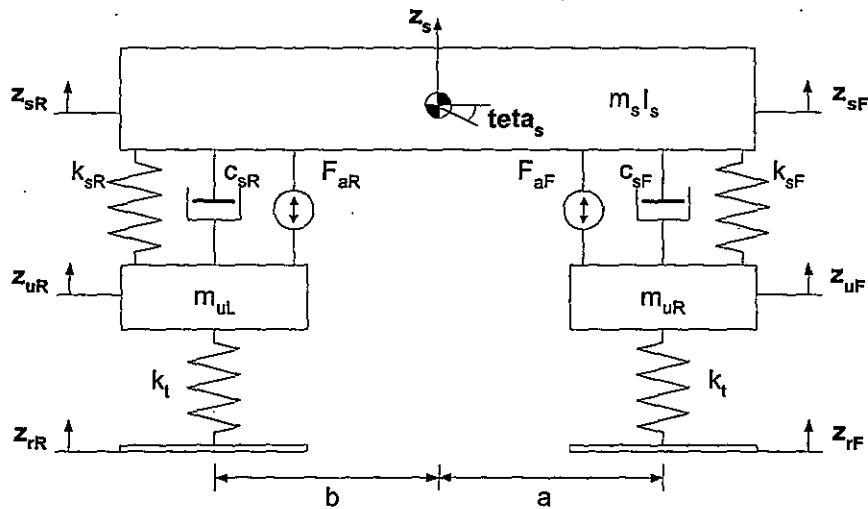 z_s
z_sR
m_s I_s
z_sF
teta_s
k_sR
c_sR
F_aR
F_aF
c_sF
k_sF
z_uR
m_uL
m_uR
z_uF
k_t
k_t
z_rR
z_rF
b
a